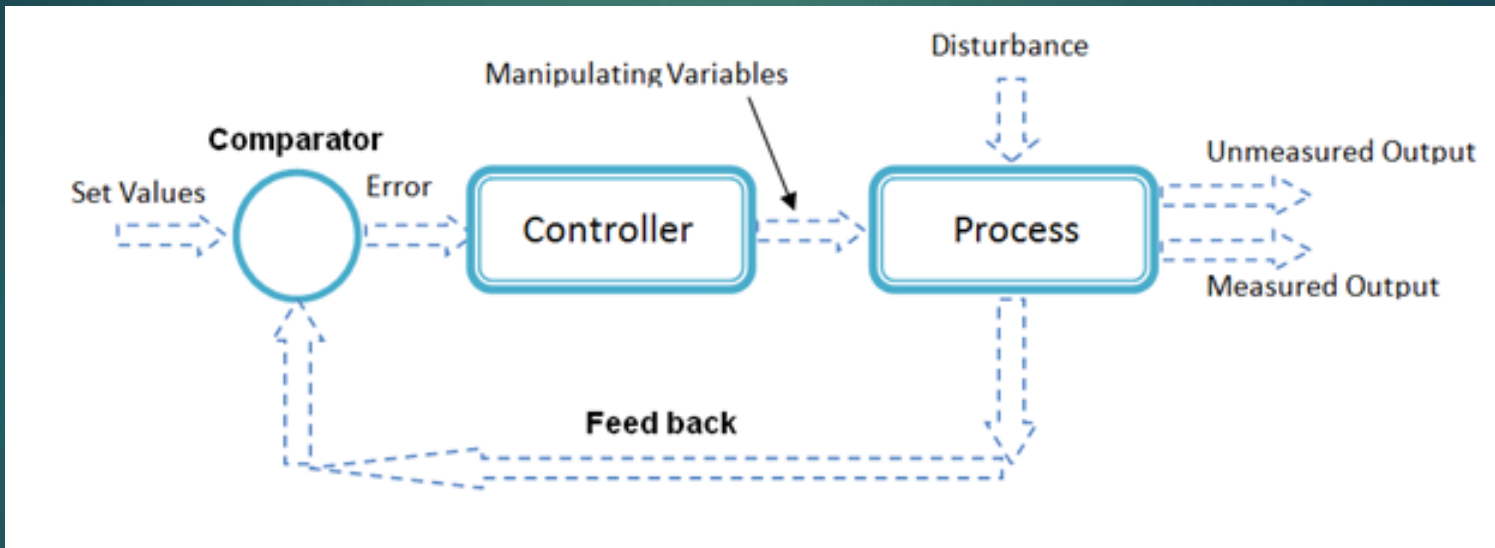 Disturbance
Manipulating Variables
Comparator
Unmeasured Output
Set Values
Error
Controller
Process
Measured Output
Feed back